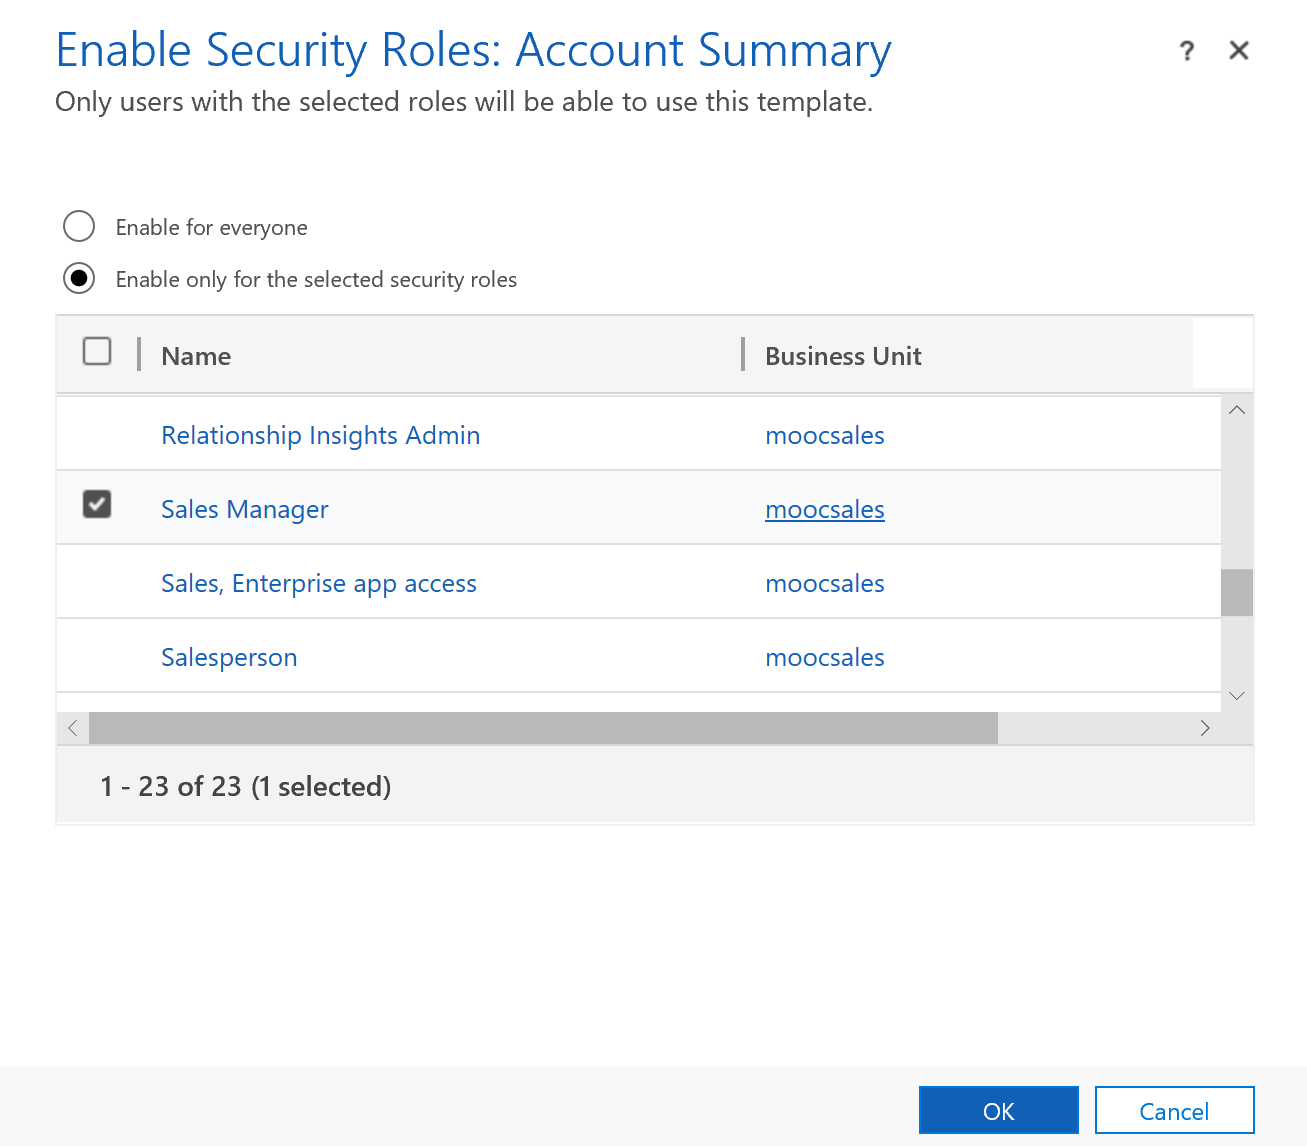 Enable Security Roles: Account Summary
?
Only users with the selected roles will be able to use this template.
Enable for everyone
Enable only for the selected security roles
Name Business Unit
Relationship Insights Admin moocsales
Sales Manager moocsales
Sales, Enterprise app access moocsales
Salesperson moocsales
1 - 23 of 23 (1 selected)
OK Cancel